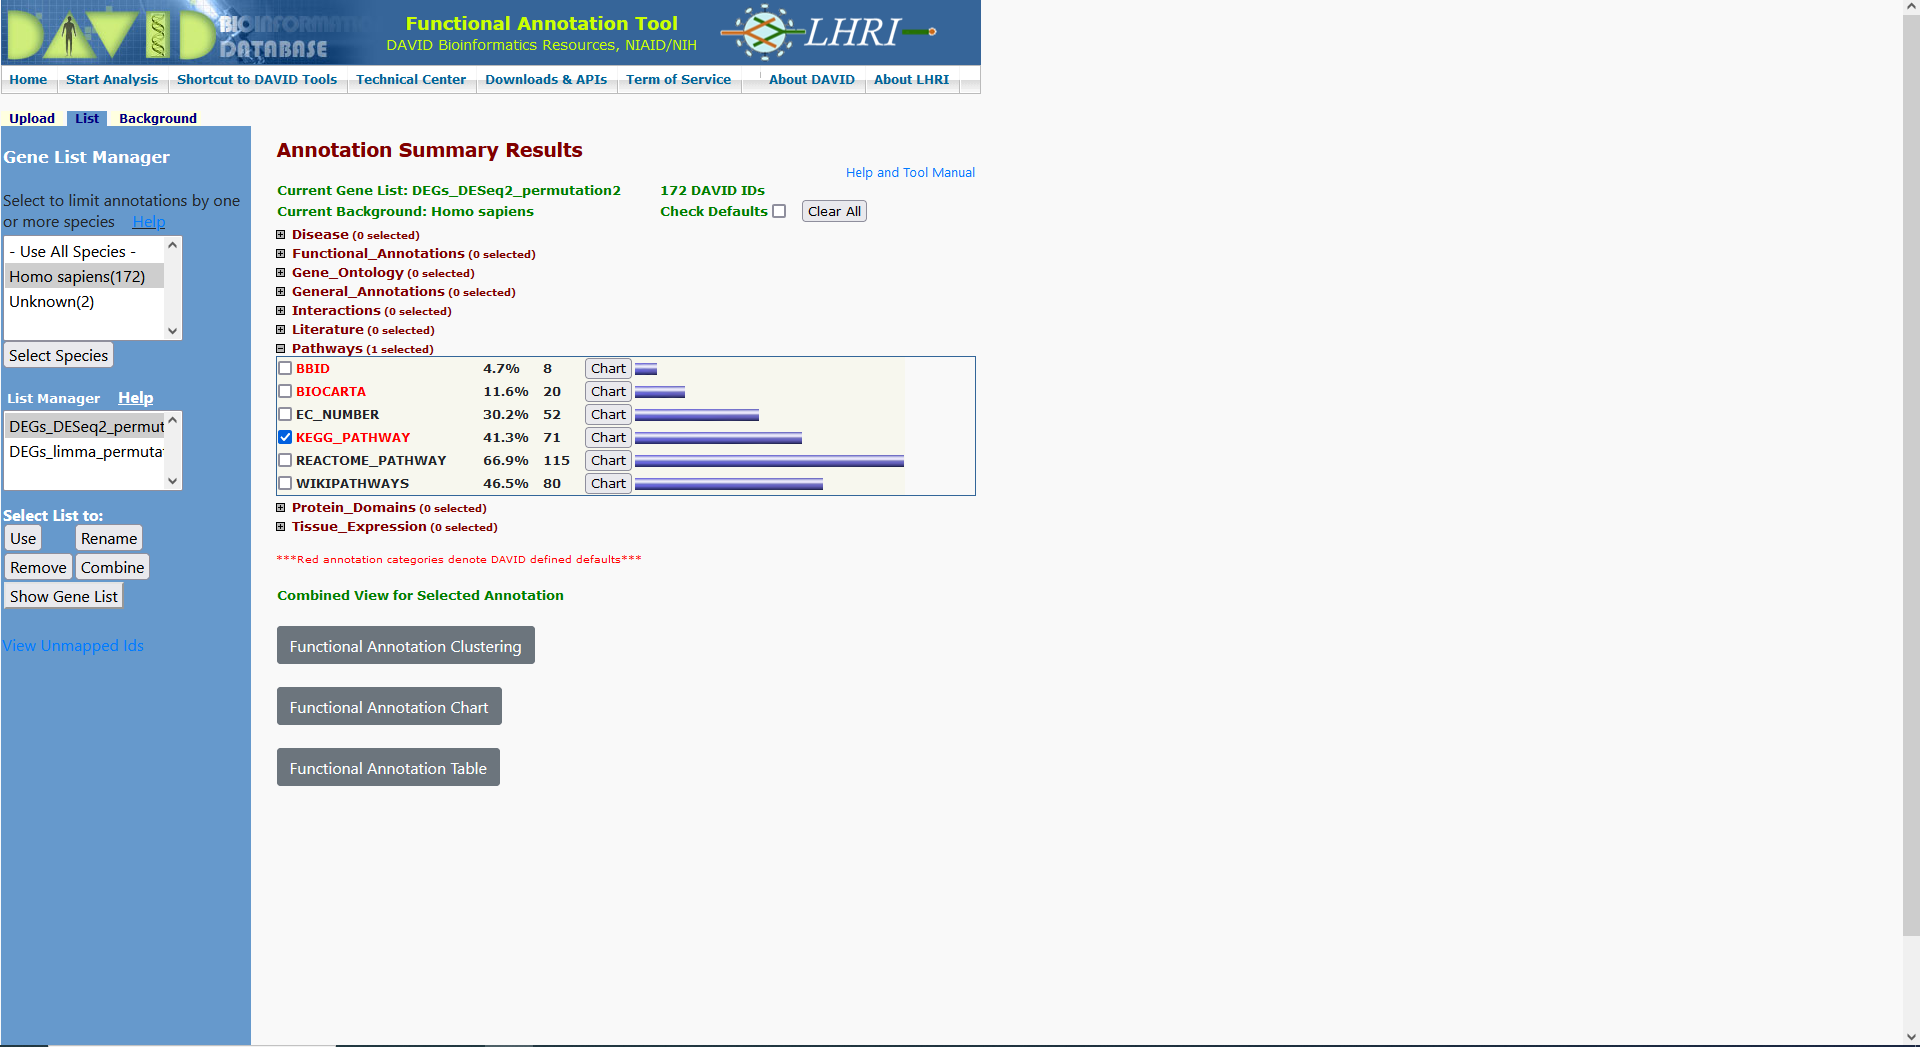 DAVID BIOINFORMATICS DATABASE
Functional Annotation Tool
DAVID Bioinformatics Resources, NIAID/NIH
LHRI
Home Start Analysis Shortcut to DAVID Tools Technical Center Downloads & APIs Term of Service About DAVID About LHRI
Upload List Background
Gene List Manager
Select to limit annotations by one
or more species Help
- Use All Species -
Homo sapiens(172)
Unknown(2)
Select Species
List Manager Help
DEGs_DESeq2_permut
DEGs_limma_permuta
Select List to:
Use Rename
Remove Combine
Show Gene List
View Unmapped Ids
Annotation Summary Results
Help and Tool Manual
Current Gene List: DEGs_DESeq2_permutation2 172 DAVID IDs
Current Background: Homo sapiens Check Defaults Clear All
Disease (0 selected)
Functional_Annotations (0 selected)
Gene_Ontology (0 selected)
General_Annotations (0 selected)
Interactions (0 selected)
Literature (0 selected)
Pathways (1 selected)
BBID 4.7% 8 Chart
BIOCARTA 11.6% 20 Chart
EC_NUMBER 30.2% 52 Chart
KEGG_PATHWAY 41.3% 71 Chart
REACTOME_PATHWAY 66.9% 115 Chart
WIKIPATHWAYS 46.5% 80 Chart
Protein_Domains (0 selected)
Tissue_Expression (0 selected)
***Red annotation categories denote DAVID defined defaults***
Combined View for Selected Annotation
Functional Annotation Clustering
Functional Annotation Chart
Functional Annotation Table